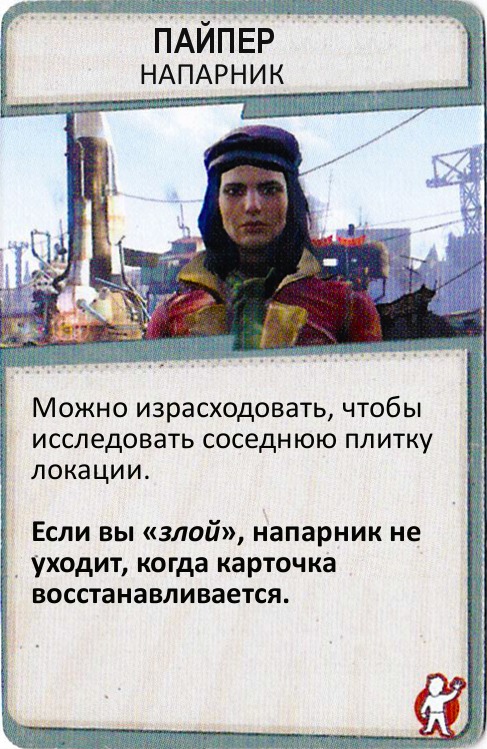 ПАЙПЕР
НАПАРНИК
Можно израсходовать, чтобы
исследовать соседнюю плитку
локации.
Если вы «злой», напарник не
уходит, когда карточка
восстанавливается.